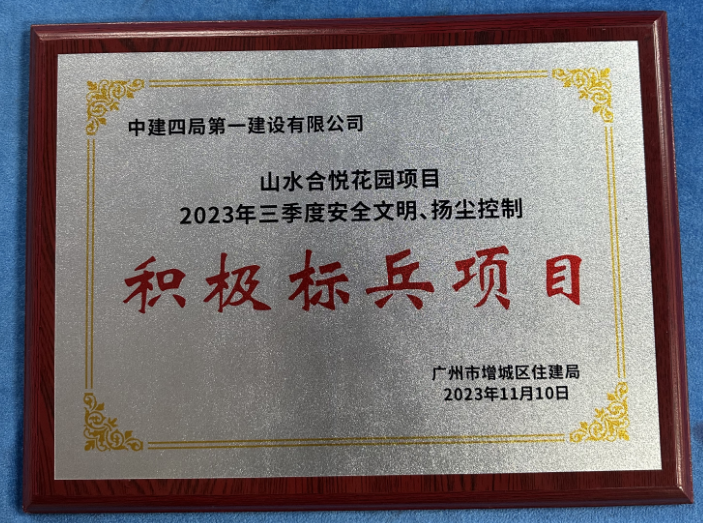 中建四局第一建设有限公司
山水合悦花园项目
2023年三季度安全文明、扬尘控制
积极标兵项目
广州市增城区住建局
2023年11月10日